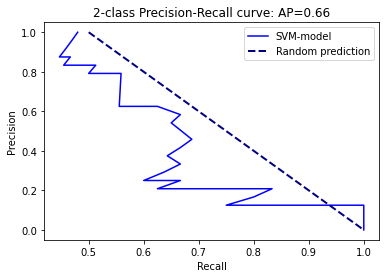 2-class Precision-Recall curve: AP=0.66
SVM-model
Random prediction
Precision
1.0
0.8
0.6
0.4
0.2
0.0
0.5 0.6 0.7 0.8 0.9 1.0
Recall